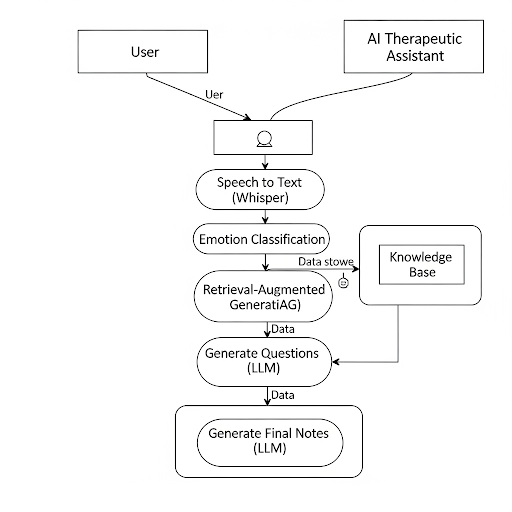 User
AI Therapeutic
Assistant
Uer
Speech to Text
(Whisper)
Emotion Classification
Data stowe
Knowledge
Base
Retrieval-Augmented
GeneratiAG)
Data
Generate Questions
(LLM)
Data
Generate Final Notes
(LLM)